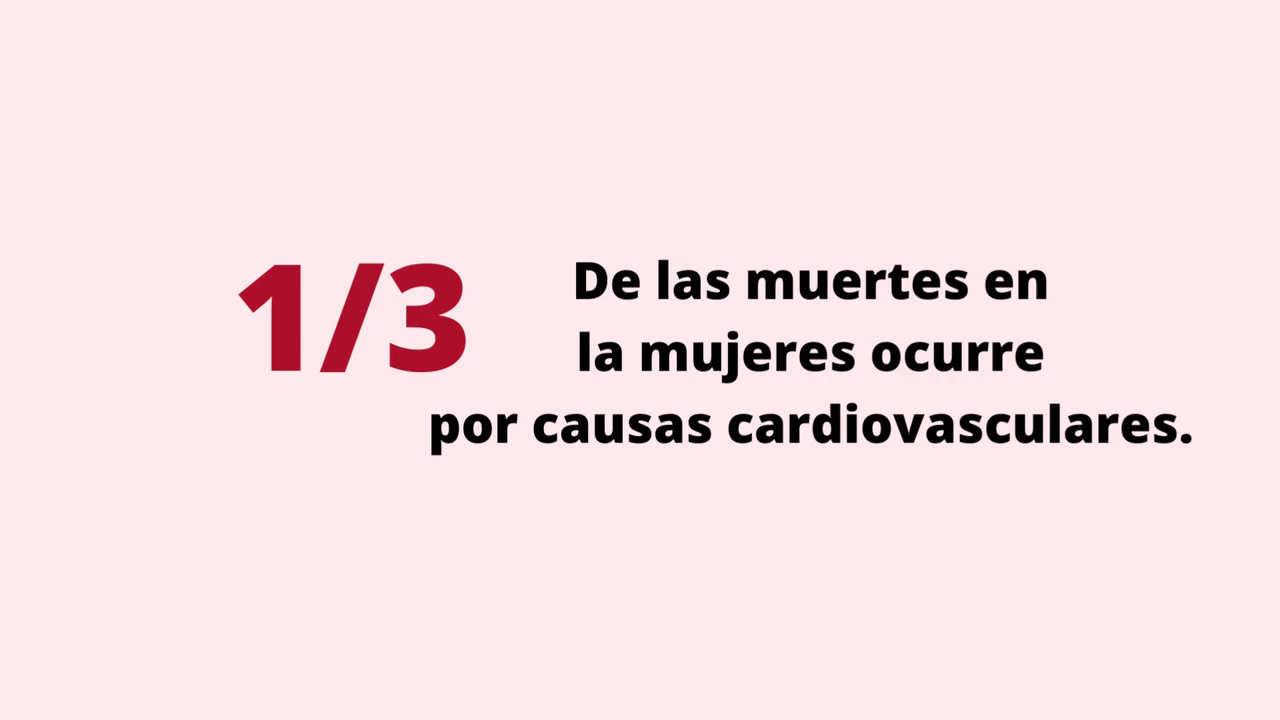 1/3
De las muertes en
la mujeres ocurre
por causas cardiovasculares.